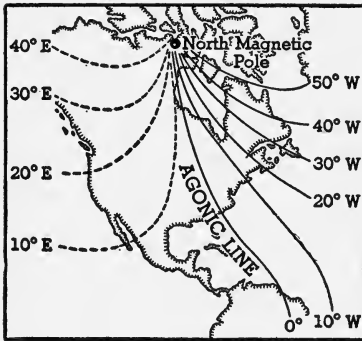 40° E
North Magnetic
Pole
30° E
50° W
40° W
30° W
20° E
20° W
AGONIC LINE
10° E
0°
10° W